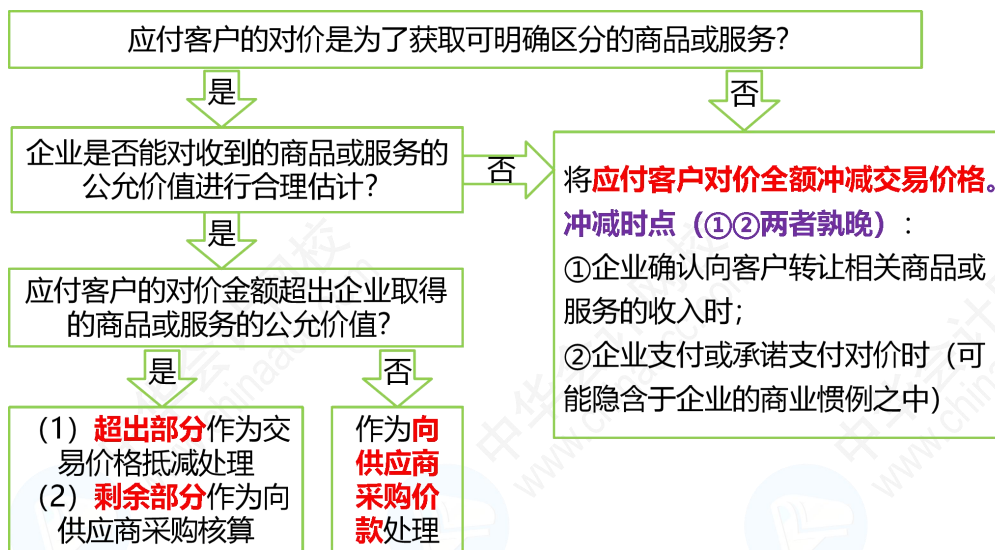 应付客户的对价是为了获取可明确区分的商品或服务？
是
否
企业是否能对收到的商品或服务的
公允价值进行合理估计？
否
将应付客户对价全额冲减交易价格。
冲减时点（①②两者孰晚）：
①企业确认向客户转让相关商品或
服务的收入时；
②企业支付或承诺支付对价时（可
能隐含于企业的商业惯例之中）
是
应付客户的对价金额超出企业取得
的商品或服务的公允价值？
是
否
（1）超出部分作为交
易价格抵减处理
（2）剩余部分作为向
供应商采购核算
作为向
供应商
采购价
款处理